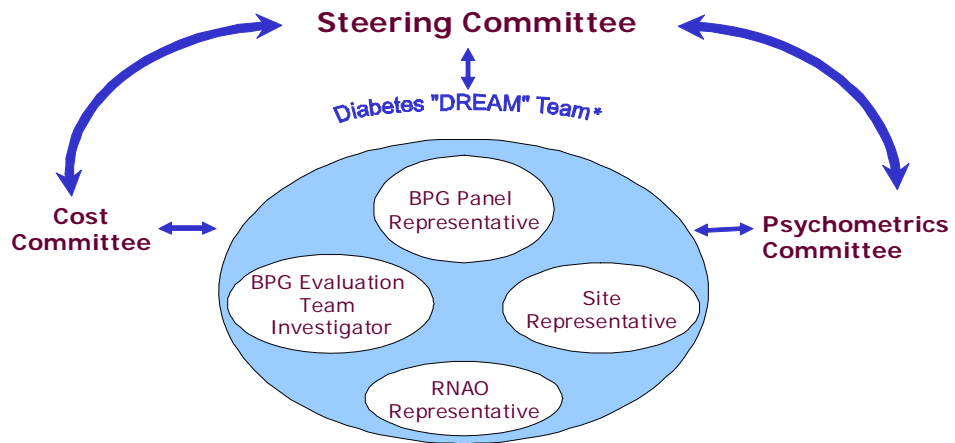 Steering Committee
Diabetes "DREAM" Team*
BPG Panel
Representative
Cost
Committee
Psychometrics
Committee
BPG Evaluation
Team
Investigator
Site
Representative
RNAO
Representative